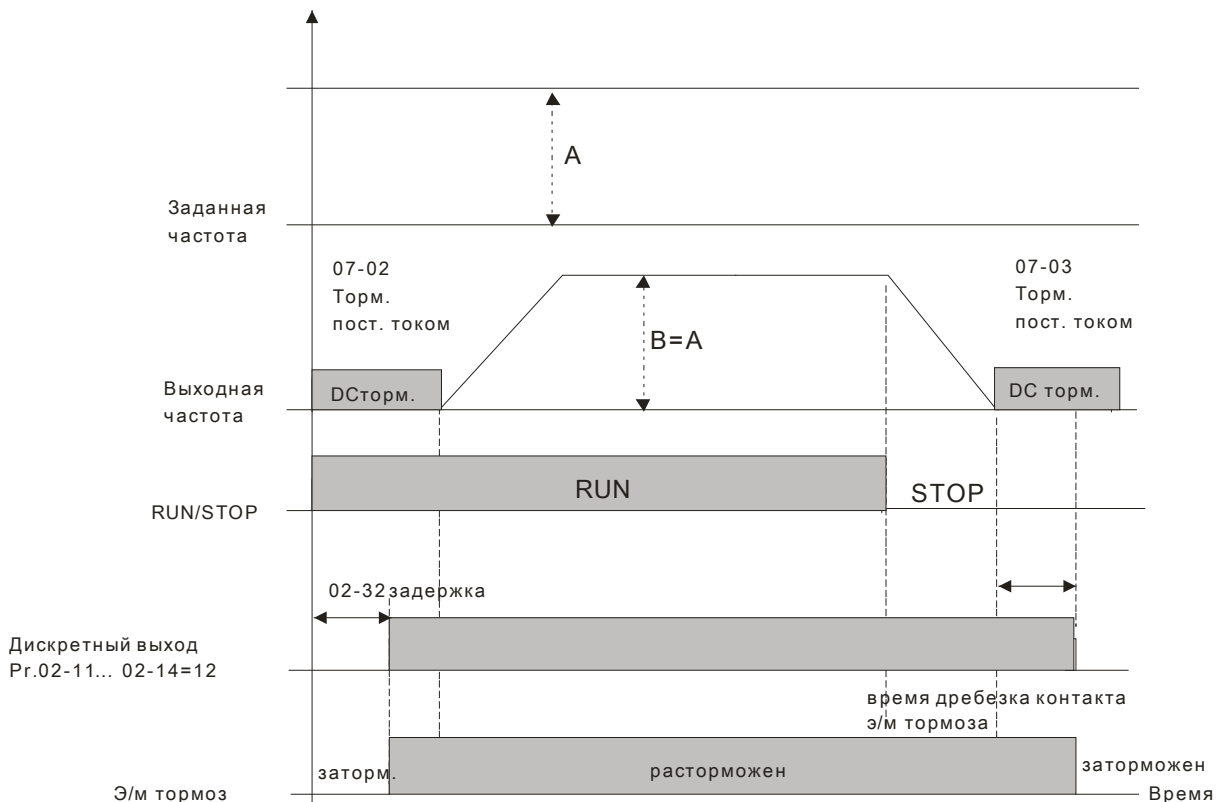 A
Заданная
частота
07-02
Торм.
пост. током
07-03
Торм.
пост. током
B=A
Выходная
частота
DCторм.
DC торм.
RUN
STOP
RUN/STOP
02-32 задержка
Дискретный выход
Pr.02-11... 02-14=12
время дребезка контакта
э/м тормоза
заторм.
расторможен
заторможен
Э/м тормоз
Время